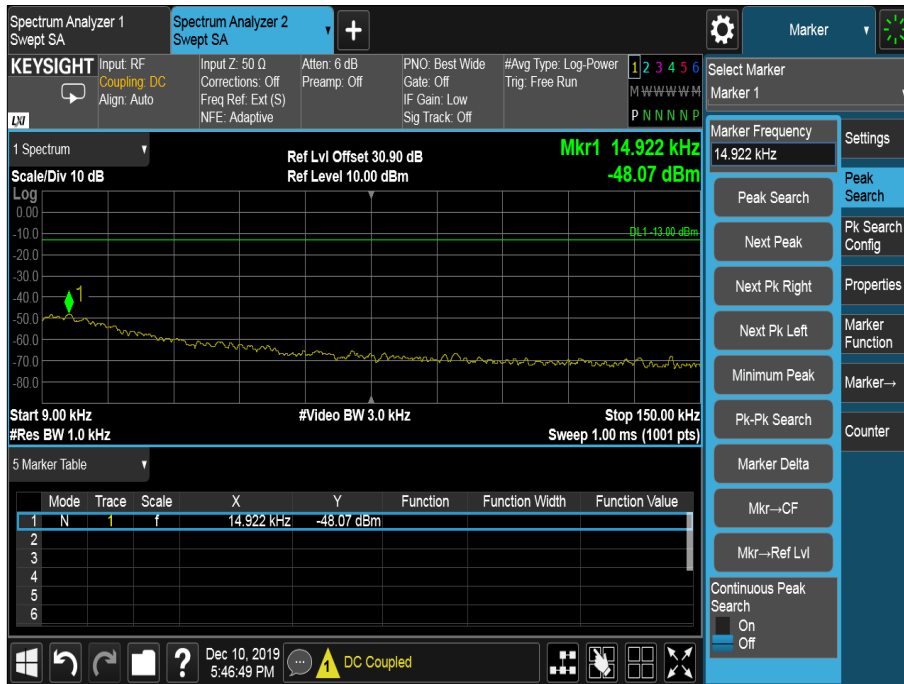 Spectrum Analyzer 1
Swept SA
Spectrum Analyzer 2
Swept SA
Marker
KEYSIGHT
LXI
Input: RF
Coupling: DC
Align: Auto
Input Z: 50 Ω
Corrections: Off
Freq Ref: Ext (S)
NFE: Adaptive
Atten: 6 dB
Preamp: Off
PNO: Best Wide
Gate: Off
IF Gain: Low
Sig Track: Off
#Avg Type: Log-Power
Trig: Free Run
1 2 3 4 5 6
M W W W W M
P N N N N P
Select Marker
Marker 1
1 Spectrum
Scale/Div 10 dB
Ref Lvl Offset 30.90 dB
Ref Level 10.00 dBm
Mkr1 14.922 kHz
-48.07 dBm
Log
0.00
-10.0
-20.0
-30.0
-40.0
-50.0
-60.0
-70.0
-80.0
DL1 -13.00 dBm
1
Start 9.00 kHz
#Video BW 3.0 kHz
Stop 150.00 kHz
#Res BW 1.0 kHz
Sweep 1.00 ms (1001 pts)
5 Marker Table
Mode Trace Scale X Y Function Function Width Function Value
1 N 1 f 14.922 kHz -48.07 dBm
2
3
4
5
6
Marker Frequency
14.922 kHz
Peak Search
Next Peak
Next Pk Right
Next Pk Left
Minimum Peak
Pk-Pk Search
Marker Delta
Mkr→CF
Mkr→Ref Lvl
Continuous Peak
Search
On
Off
Settings
Peak
Search
Pk Search
Config
Properties
Marker
Function
Marker→
Counter
?
Dec 10, 2019
5:46:49 PM
1
DC Coupled